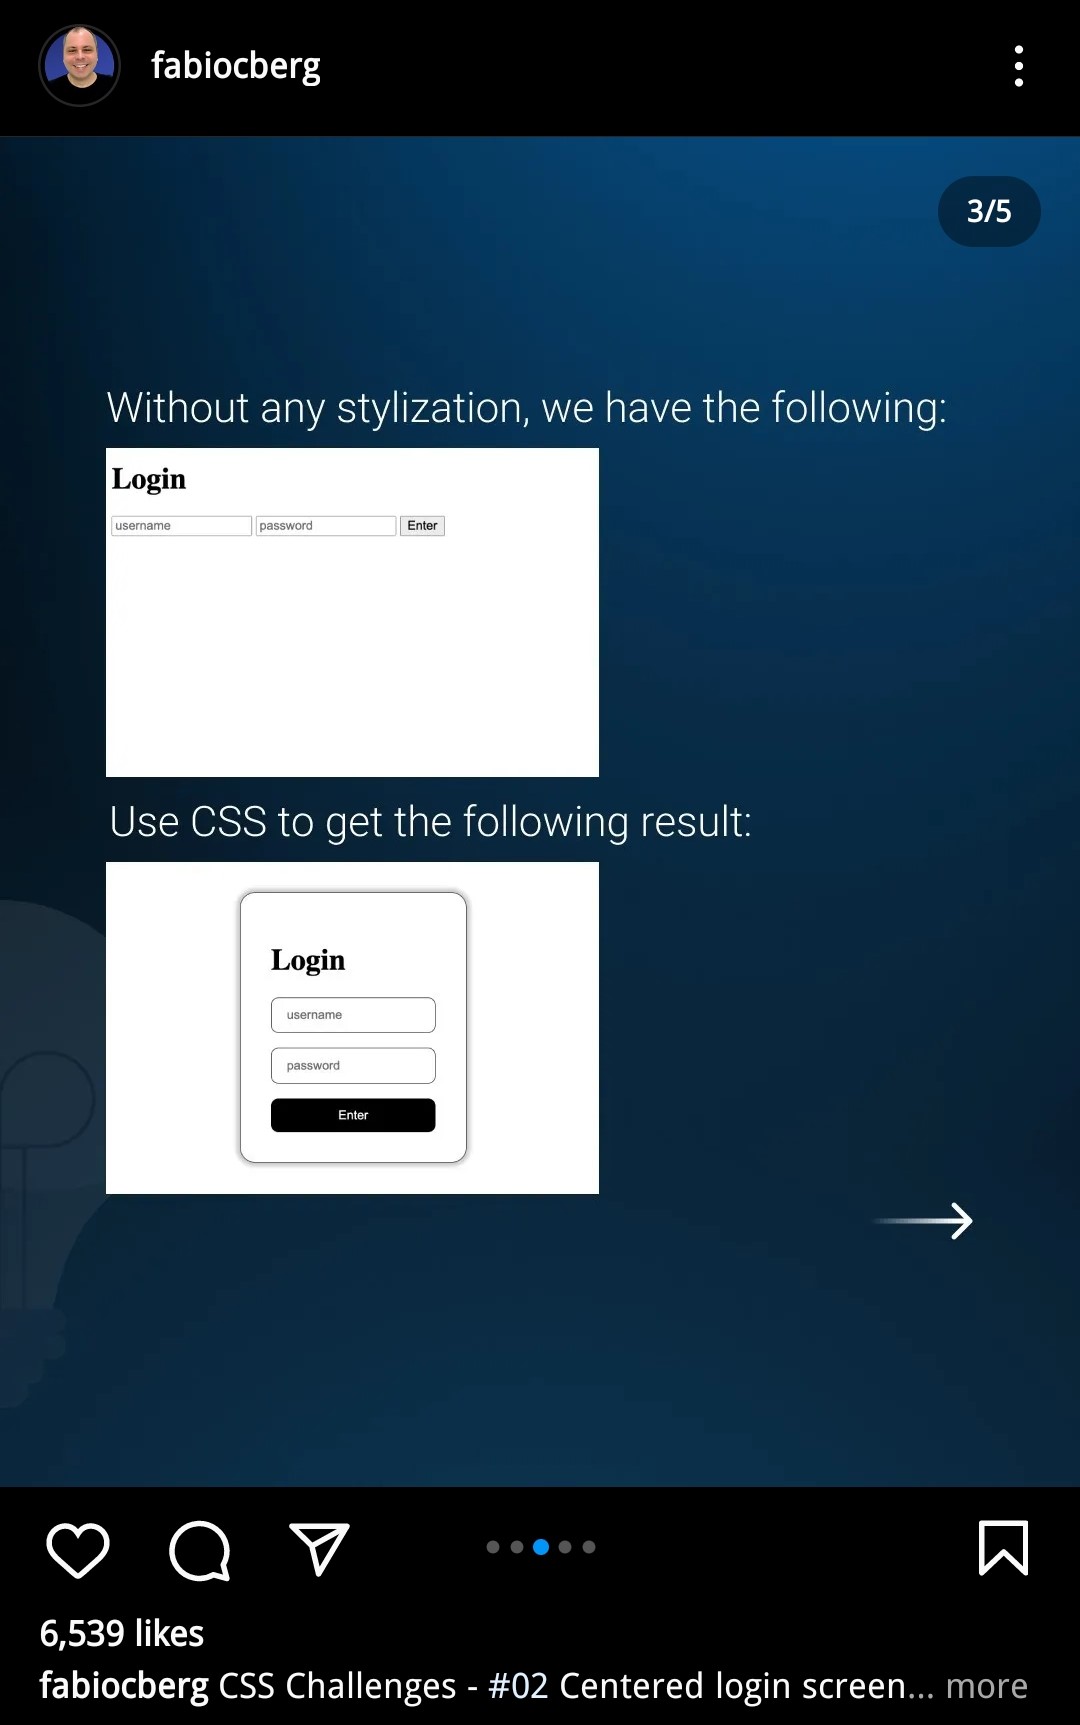 fabiocberg
3/5
Without any stylization, we have the following:
Login
username password Enter
Use CSS to get the following result:
Login
username
password
Enter
6,539 likes
fabiocberg CSS Challenges - #02 Centered login screen... more